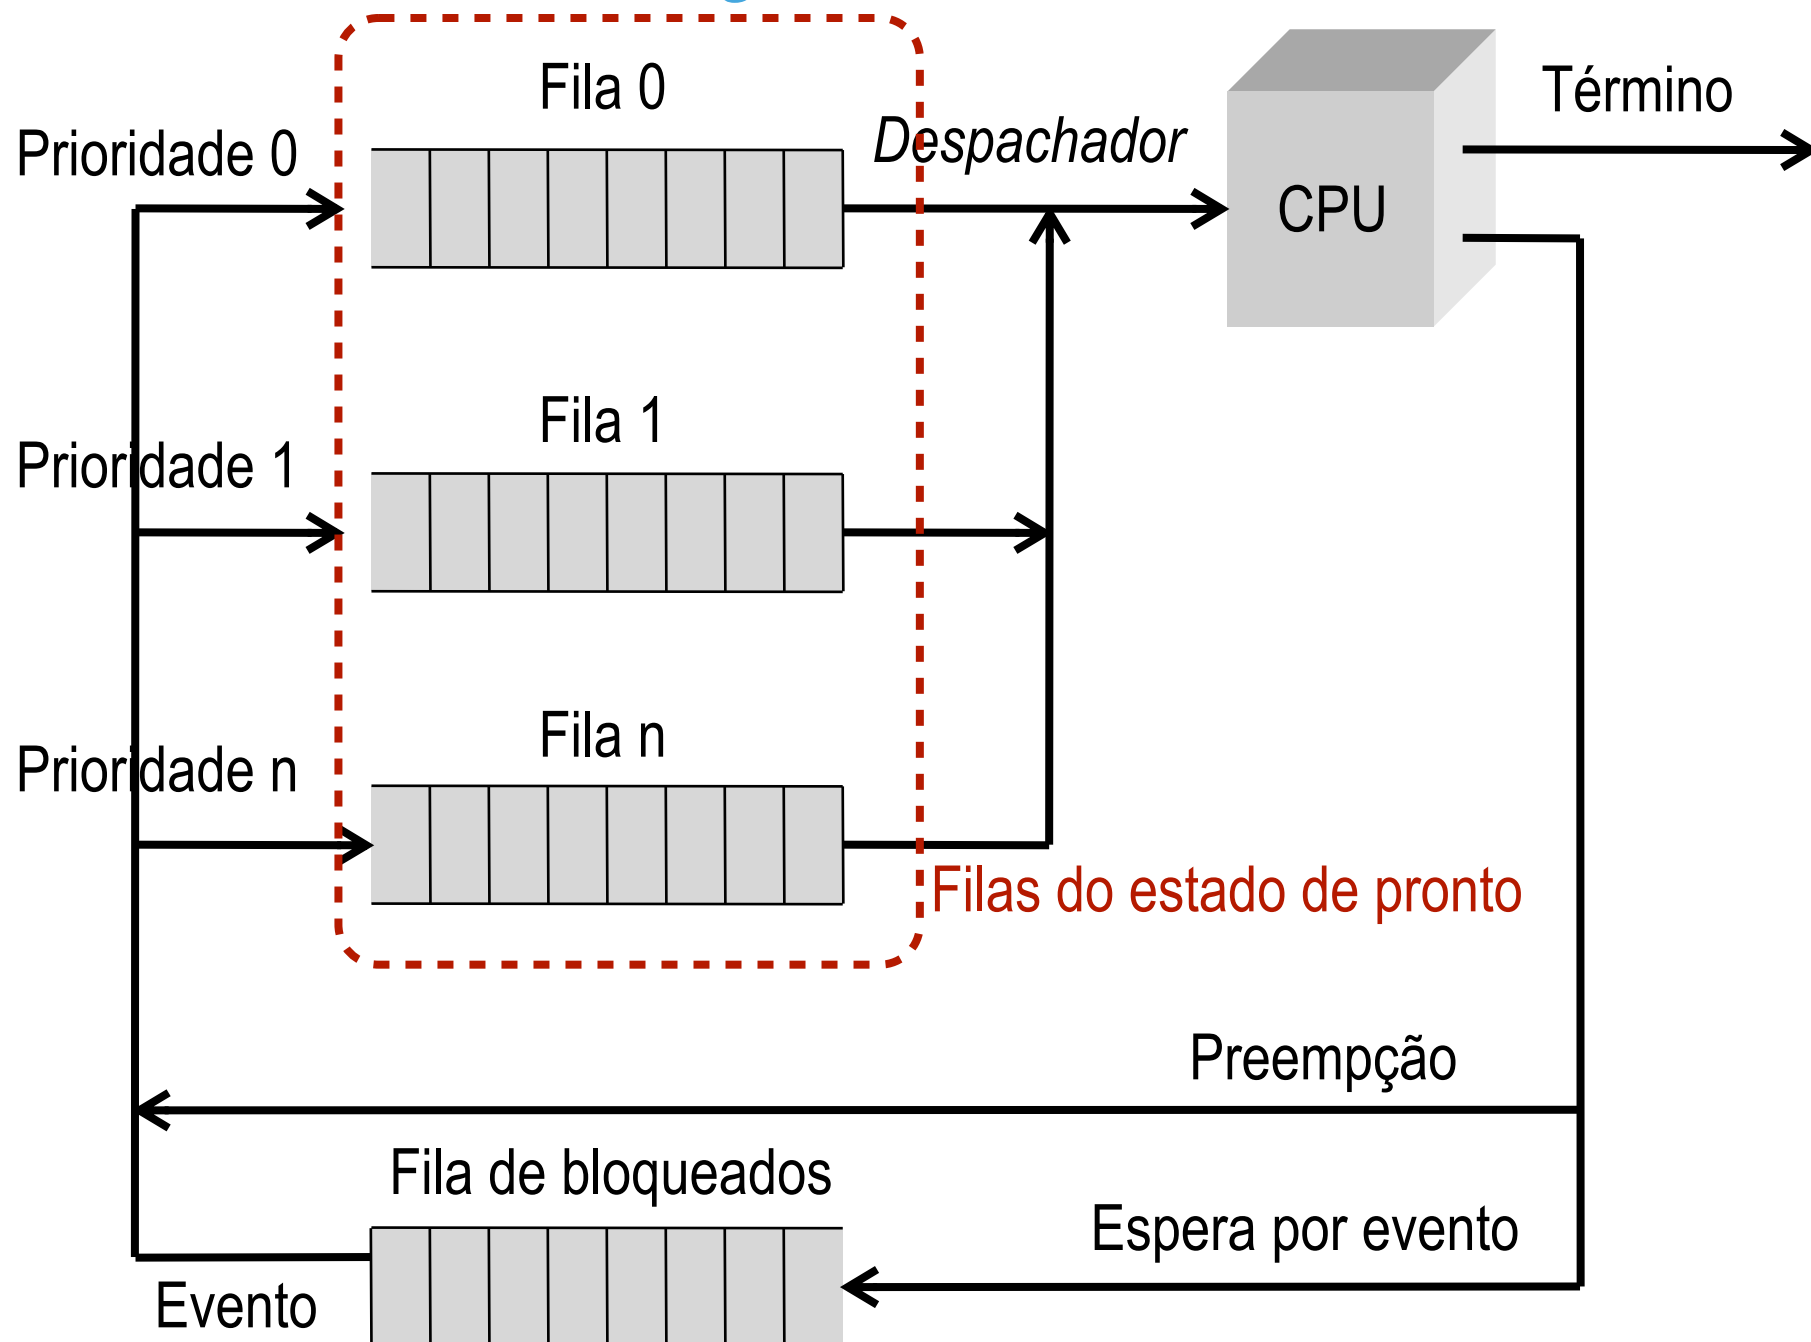 Fila 0
Término
Despachador
Prioridade 0
CPU
Fila 1
Prioridade 1
Fila n
Prioridade n
Filas do estado de pronto
Preempção
Fila de bloqueados
Espera por evento
Evento